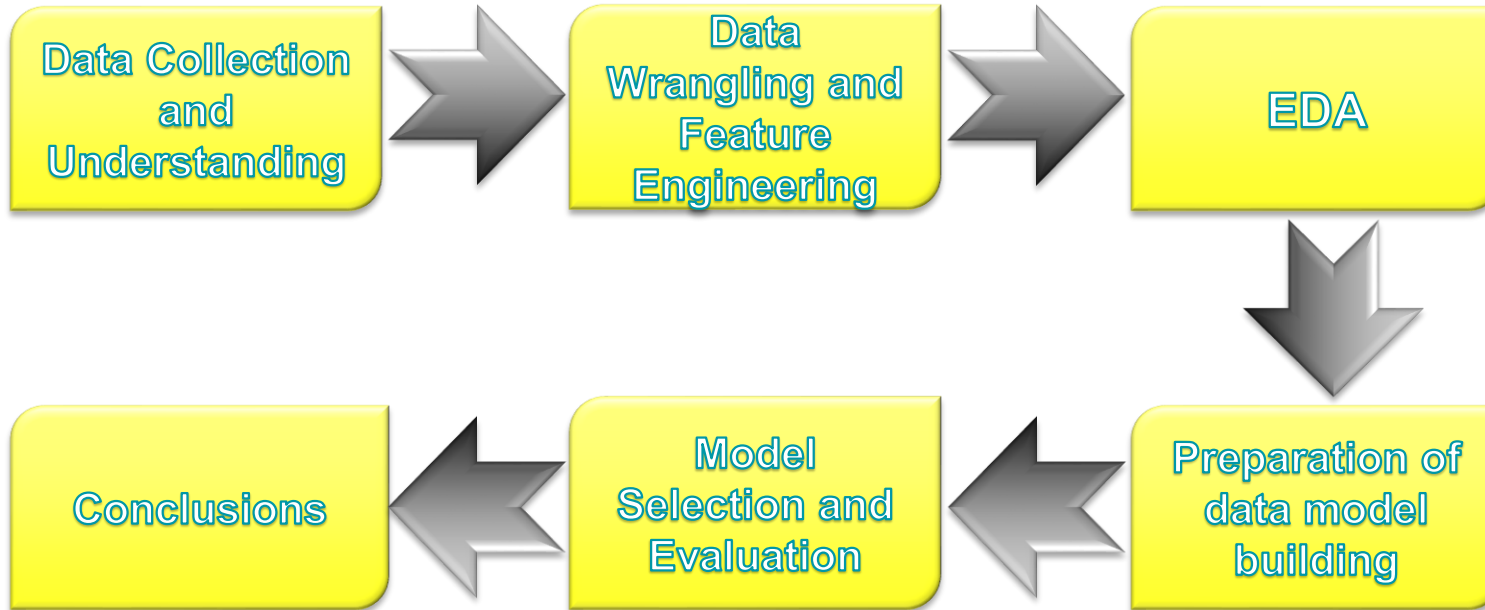 Data Collection
and
Understanding
Data
Wrangling and
Feature
Engineering
EDA
Preparation of
data model
building
Model
Selection and
Evaluation
Conclusions